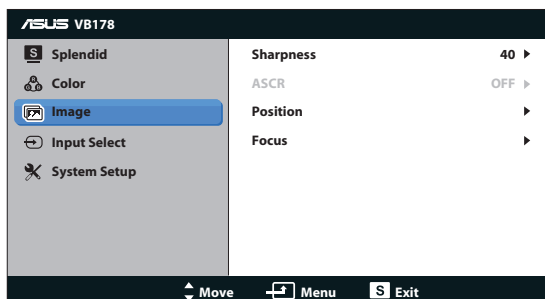 ASUS VB178
S Splendid
Color
Image
Input Select
System Setup
Sharpness 40
ASCR OFF
Position
Focus
Move Menu S Exit